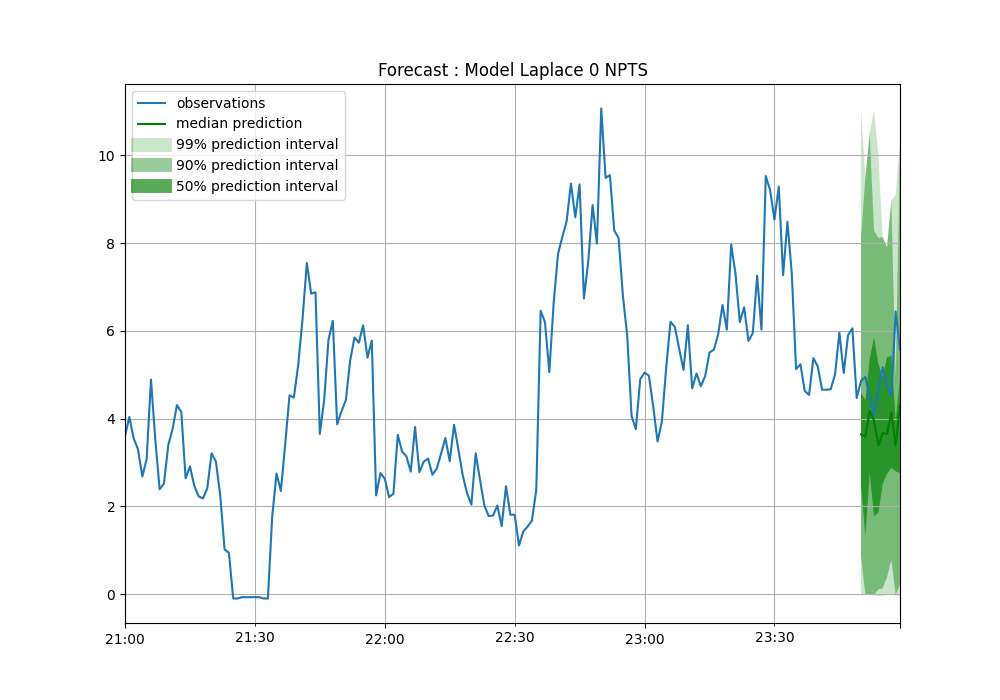 Forecast : Model Laplace 0 NPTS
observations
median prediction
99% prediction interval
90% prediction interval
50% prediction interval
10
8
6
4
2
0
21:00
21:30
22:00
22:30
23:00
23:30